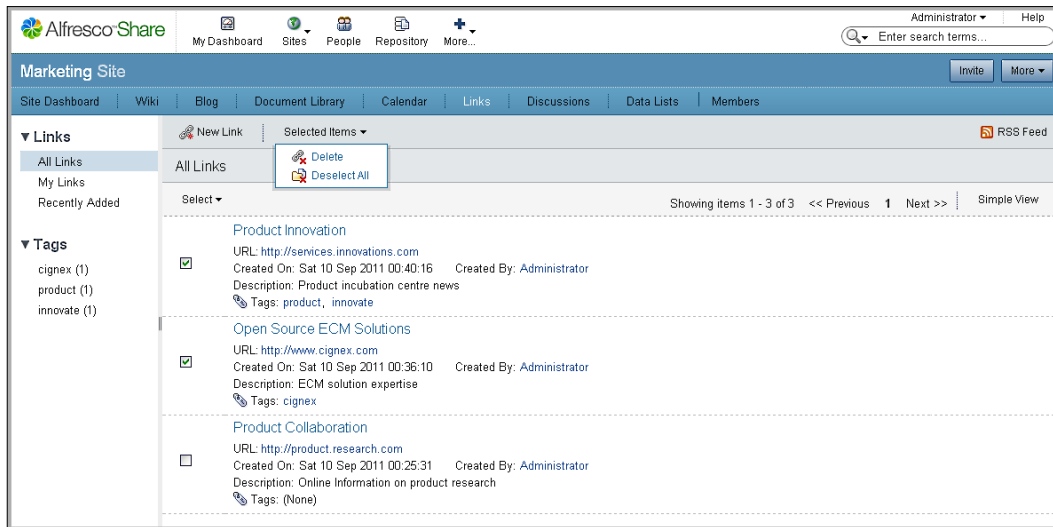 Alfresco Share
My Dashboard Sites People Repository More...
Administrator Help
Enter search terms...
Marketing Site
Invite More
Site Dashboard Wiki Blog Document Library Calendar Links Discussions Data Lists Members
Links
All Links
My Links
Recently Added
Tags
cignex (1)
product (1)
innovate (1)
New Link Selected Items RSS Feed
Delete
Deselect All
All Links
Select Showing items 1 - 3 of 3 << Previous 1 Next >> Simple View
Product Innovation
URL: http://services.innovations.com
Created On: Sat 10 Sep 2011 00:40:16 Created By: Administrator
Description: Product incubation centre news
Tags: product, innovate
Open Source ECM Solutions
URL: http://www.cignex.com
Created On: Sat 10 Sep 2011 00:36:10 Created By: Administrator
Description: ECM solution expertise
Tags: cignex
Product Collaboration
URL: http://product.research.com
Created On: Sat 10 Sep 2011 00:25:31 Created By: Administrator
Description: Online Information on product research
Tags: (None)